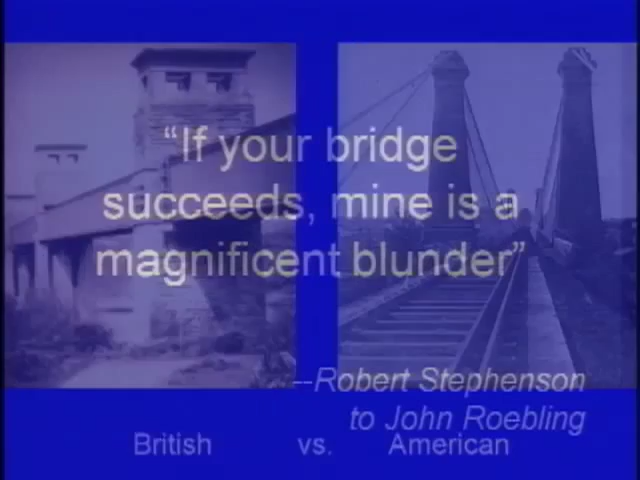 “If your bridge
succeeds, mine is a
magnificent blunder”
--Robert Stephenson
to John Roebling
British vs. American